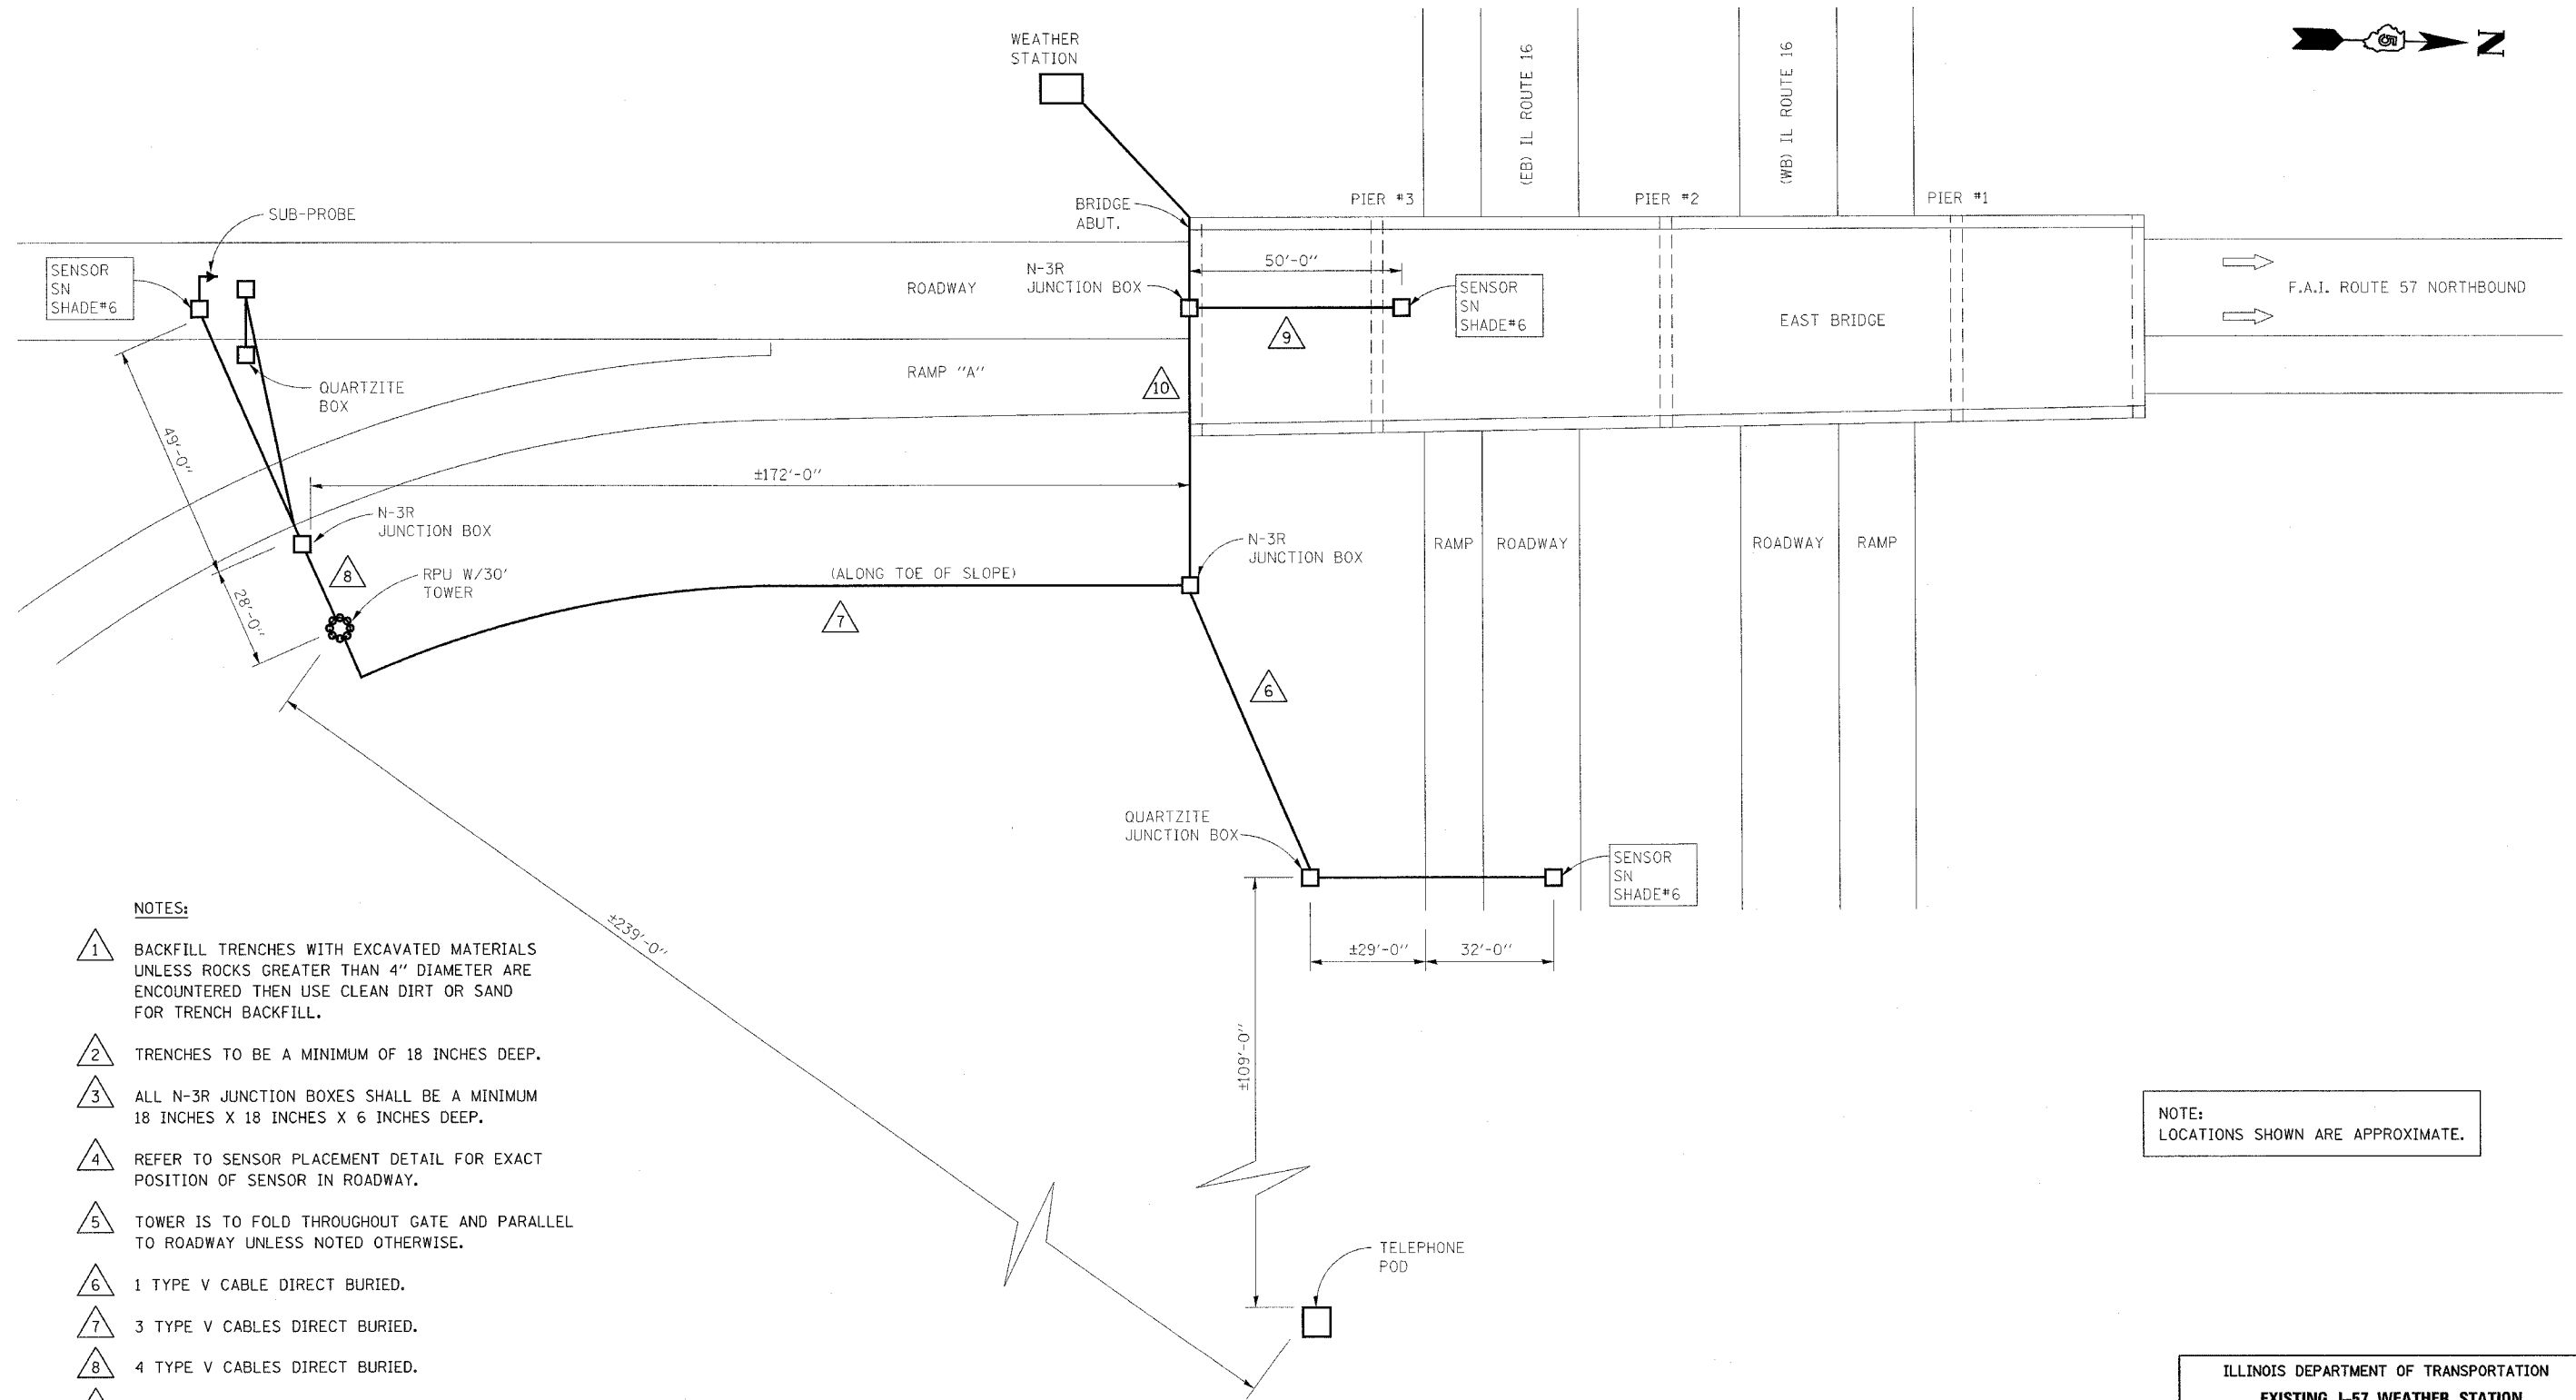 WEATHER
STATION
N
(EB) IL ROUTE 16
(WB) IL ROUTE 16
PIER #3
PIER #2
PIER #1
BRIDGE
ABUT.
SUB-PROBE
SENSOR
SN
SHADE#6
QUARTZITE
BOX
ROADWAY
N-3R
JUNCTION BOX
50'-0"
SENSOR
SN
SHADE#6
EAST BRIDGE
F.A.I. ROUTE 57 NORTHBOUND
9
RAMP "A"
10
49'-0"
±172'-0"
N-3R
JUNCTION BOX
8
28'-0"
RPU W/30'
TOWER
(ALONG TOE OF SLOPE)
7
N-3R
JUNCTION BOX
RAMP
ROADWAY
ROADWAY
RAMP
6
QUARTZITE
JUNCTION BOX
SENSOR
SN
SHADE#6
±29'-0"
32'-0"
±239'-0"
±109'-0"
TELEPHONE
POD
NOTES:
1 BACKFILL TRENCHES WITH EXCAVATED MATERIALS
UNLESS ROCKS GREATER THAN 4" DIAMETER ARE
ENCOUNTERED THEN USE CLEAN DIRT OR SAND
FOR TRENCH BACKFILL.
2 TRENCHES TO BE A MINIMUM OF 18 INCHES DEEP.
3 ALL N-3R JUNCTION BOXES SHALL BE A MINIMUM
18 INCHES X 18 INCHES X 6 INCHES DEEP.
4 REFER TO SENSOR PLACEMENT DETAIL FOR EXACT
POSITION OF SENSOR IN ROADWAY.
5 TOWER IS TO FOLD THROUGHOUT GATE AND PARALLEL
TO ROADWAY UNLESS NOTED OTHERWISE.
6 1 TYPE V CABLE DIRECT BURIED.
7 3 TYPE V CABLES DIRECT BURIED.
8 4 TYPE V CABLES DIRECT BURIED.
NOTE:
LOCATIONS SHOWN ARE APPROXIMATE.
ILLINOIS DEPARTMENT OF TRANSPORTATION
EXISTING I-57 WEATHER STATION